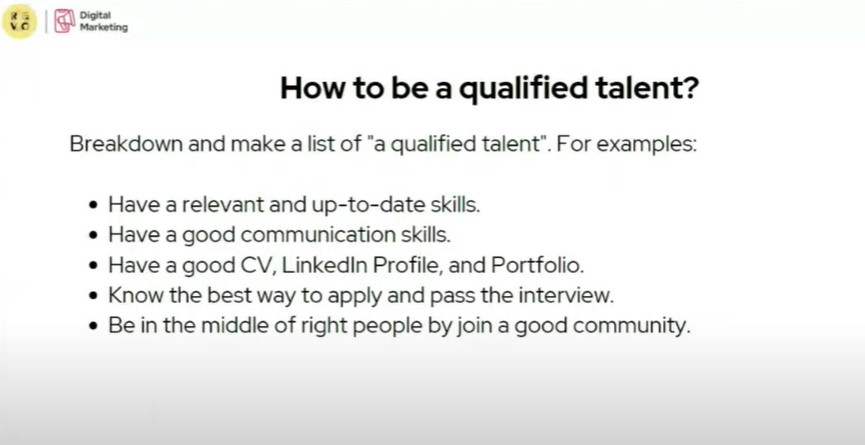 RE
VO
Digital
Marketing
How to be a qualified talent?
Breakdown and make a list of "a qualified talent". For examples:
• Have a relevant and up-to-date skills.
• Have a good communication skills.
• Have a good CV, LinkedIn Profile, and Portfolio.
• Know the best way to apply and pass the interview.
• Be in the middle of right people by join a good community.